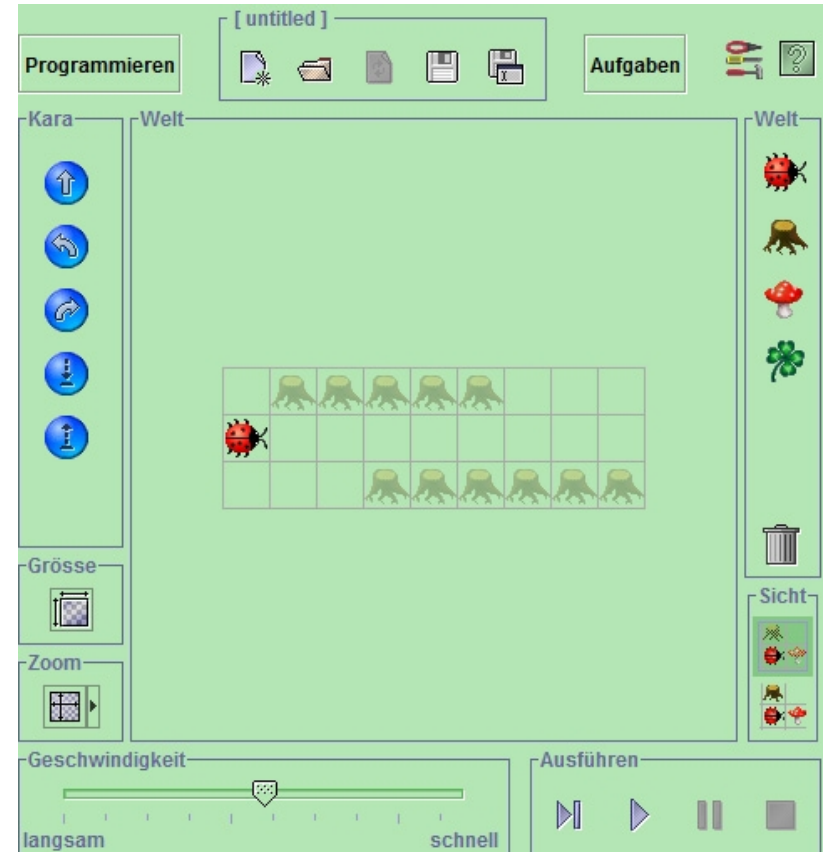 [ untitled ]
Programmieren
Aufgaben
Kara
Welt
Welt
Grösse
Sicht
Zoom
Geschwindigkeit
langsam
schnell
Ausführen